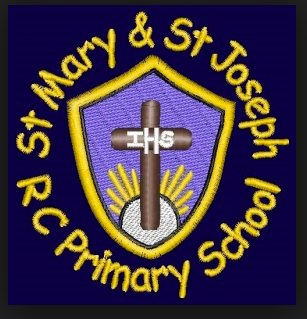 St Mary & St Joseph
IHS
RC Primary School